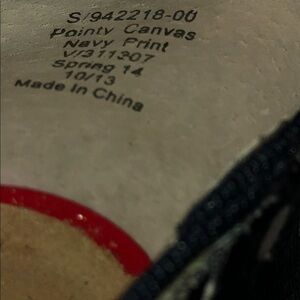 S/942218-00
Pointy Canvas
Navy Print
V/311307
Spring 14
10/13
Made In China